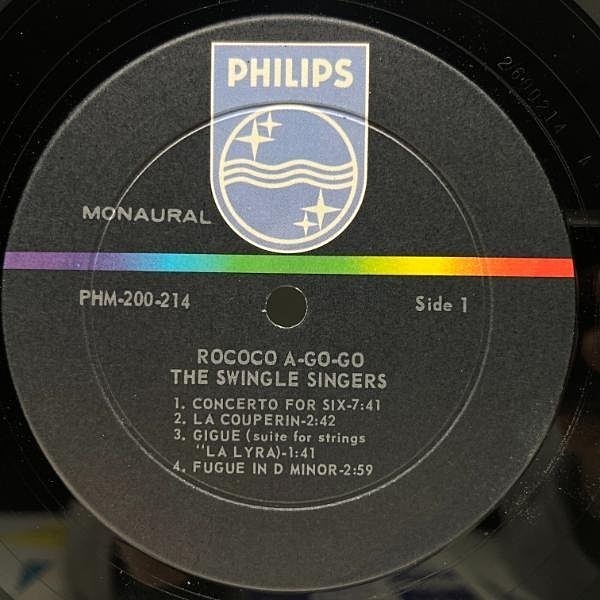 PHILIPS
MONAURAL
PHM-200-214
Side 1
ROCOCO A-GO-GO
THE SWINGLE SINGERS
1. CONCERTO FOR SIX-7:41
2. LA COUPERIN-2:42
3. GIGUE (suite for strings
"LA LYRA)-1:41
4. FUGUE IN D MINOR-2:59